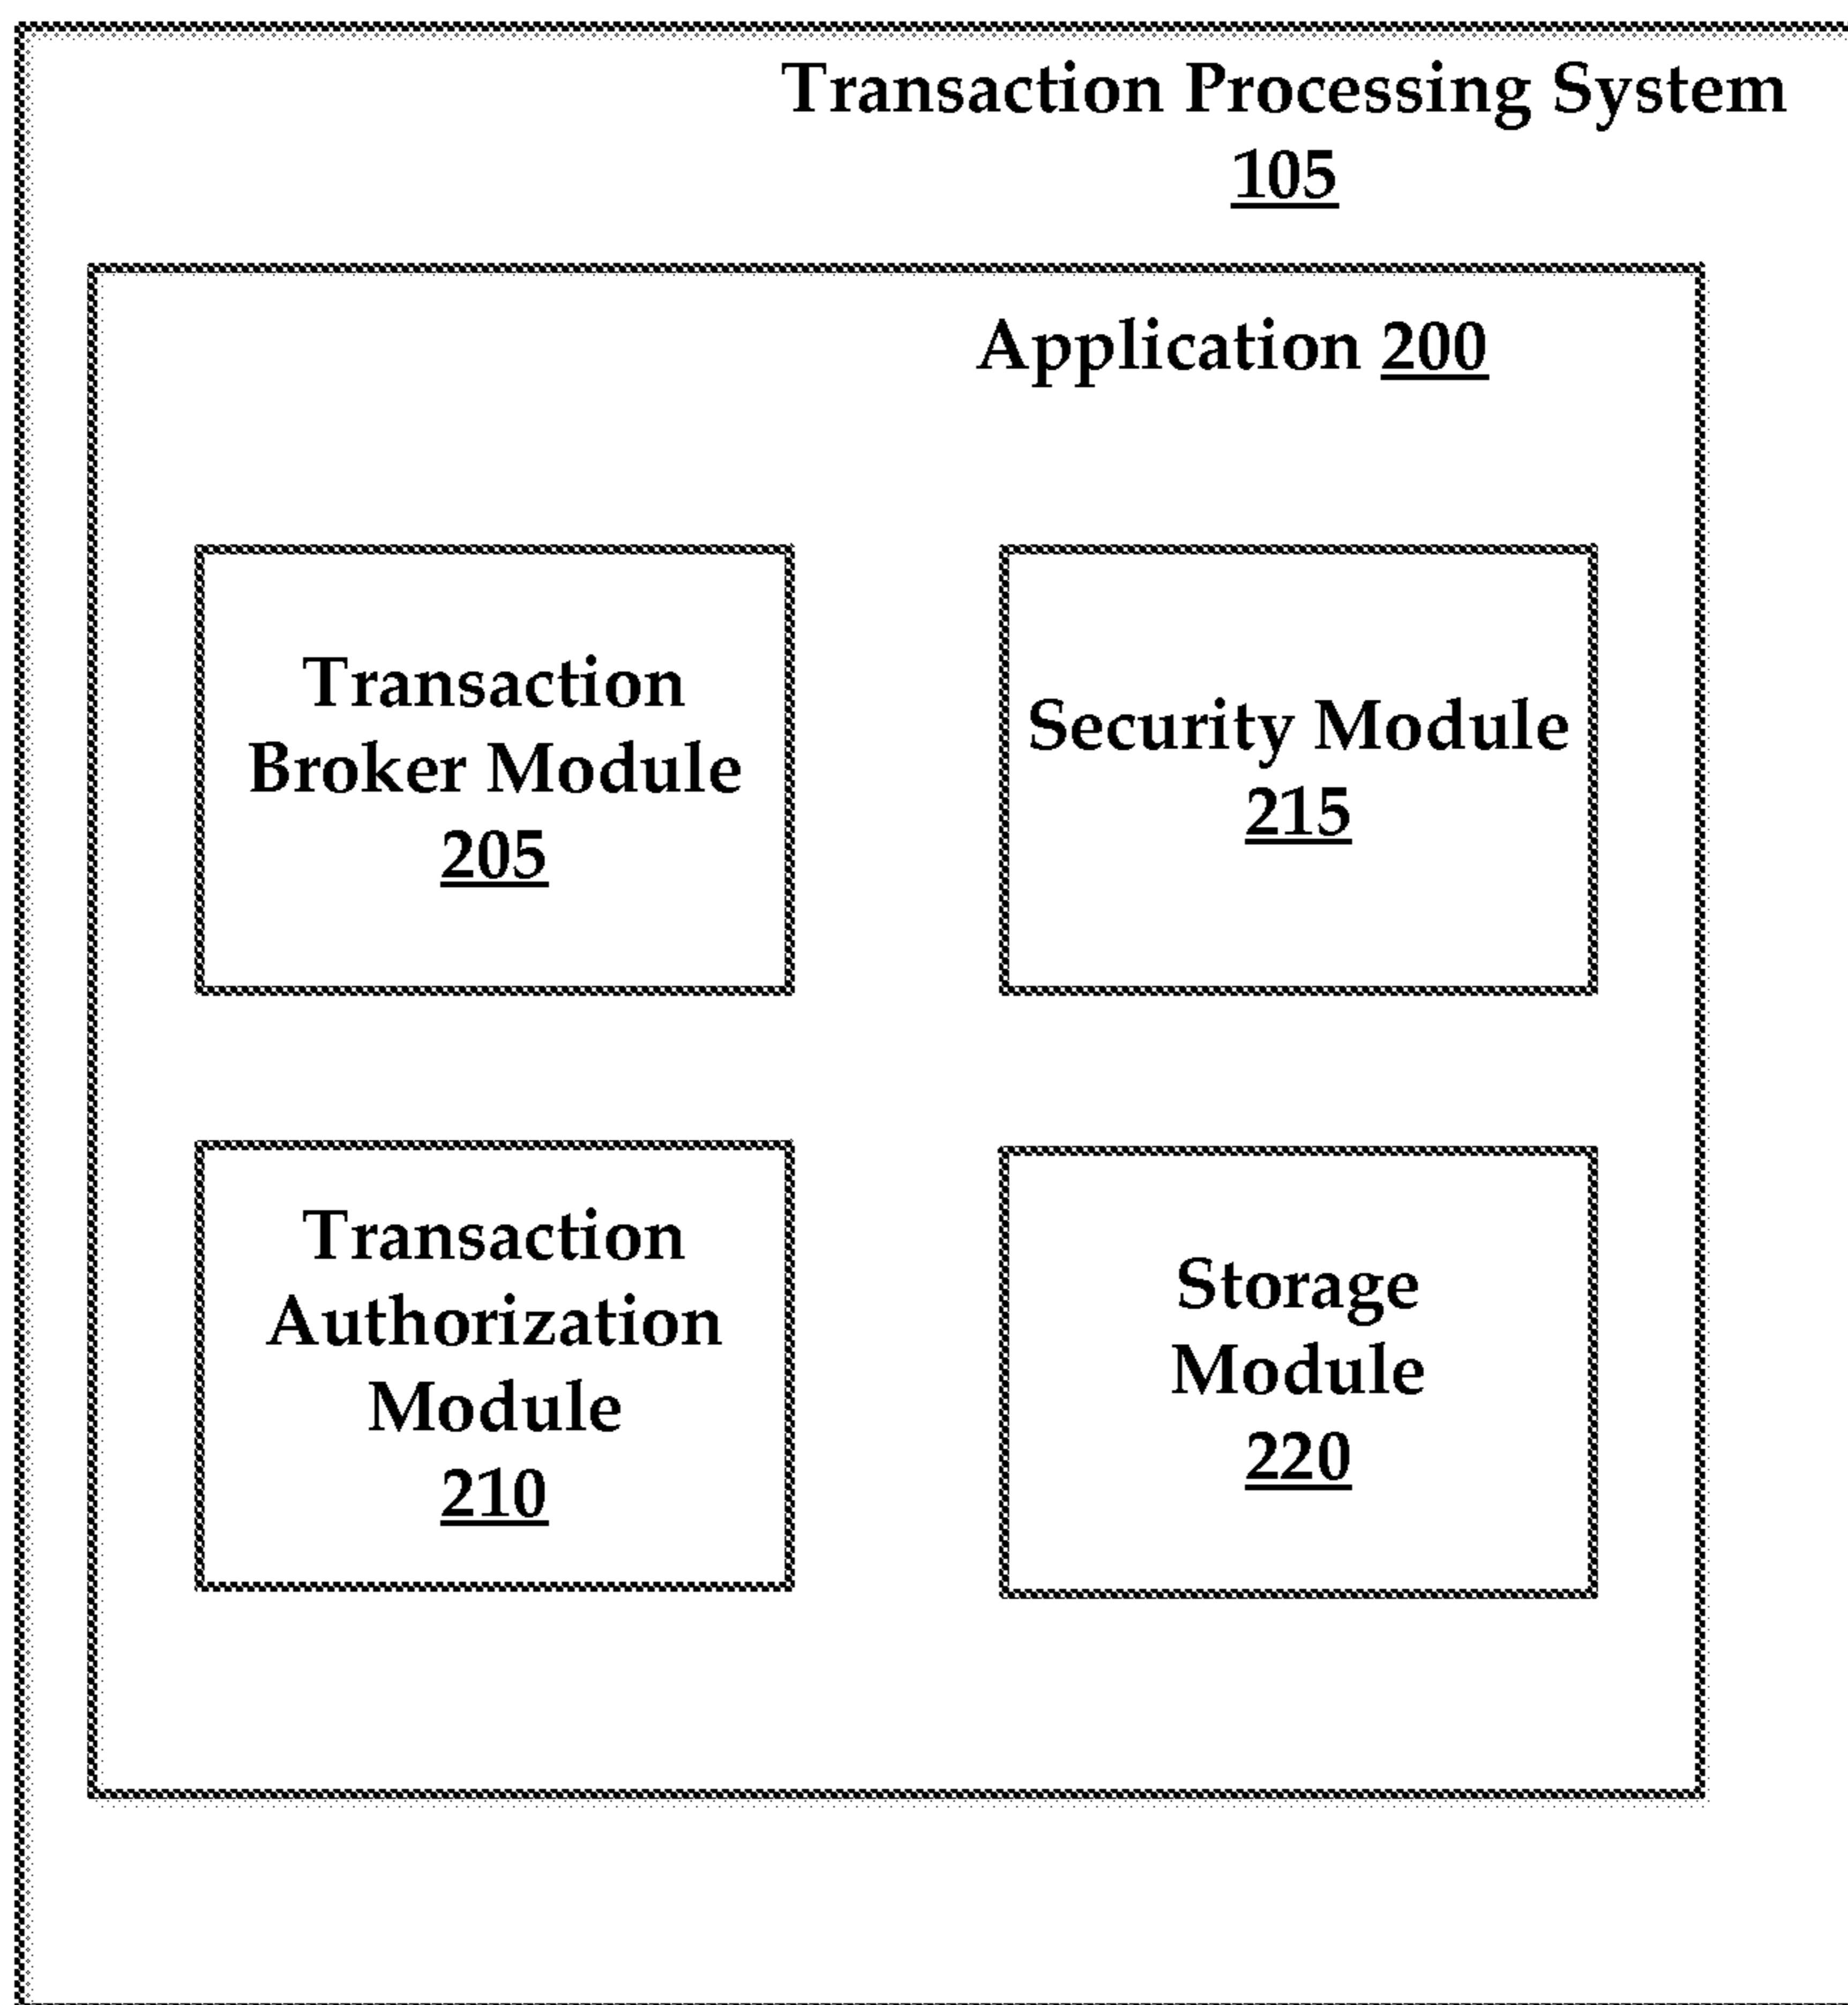 Transaction Processing System
105
Application 200
Transaction
Broker Module
205
Security Module
215
Transaction
Authorization
Module
210
Storage
Module
220